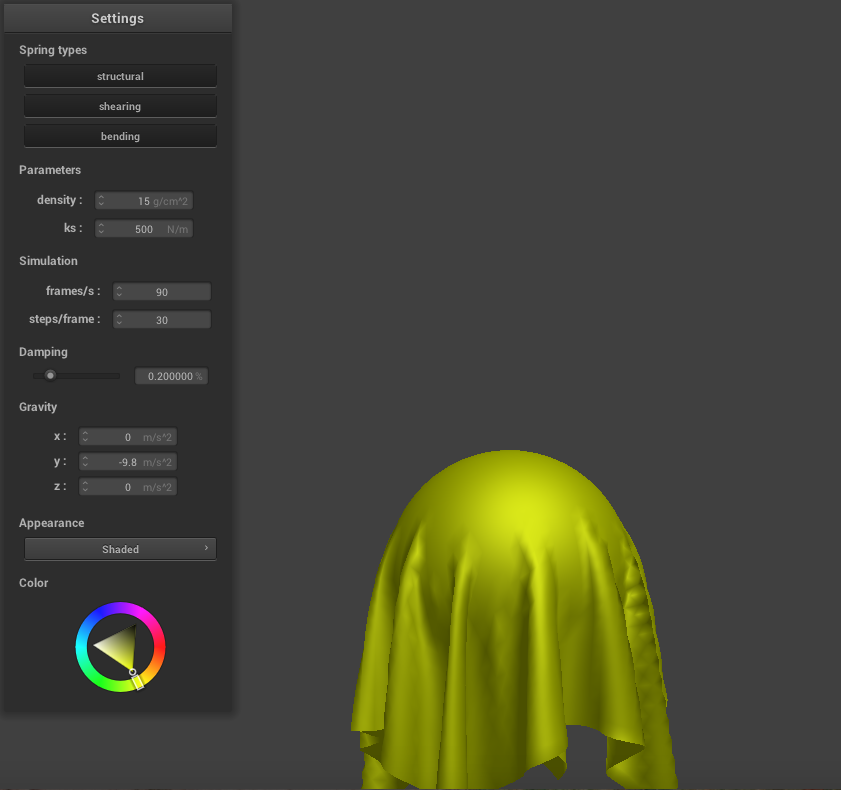 Settings
Spring types
structural
shearing
bending
Parameters
density : 15 g/cm^2
ks : 500 N/m
Simulation
frames/s : 90
steps/frame : 30
Damping
0.200000 %
Gravity
x : 0 m/s^2
y : -9.8 m/s^2
z : 0 m/s^2
Appearance
Shaded
Color